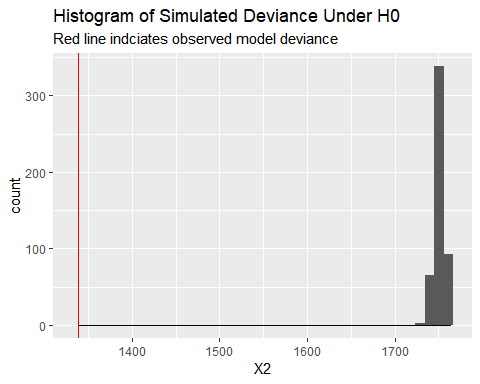 Histogram of Simulated Deviance Under H0
Red line indciates observed model deviance
300
200
100
0
count
1400
1500
1600
1700
X2